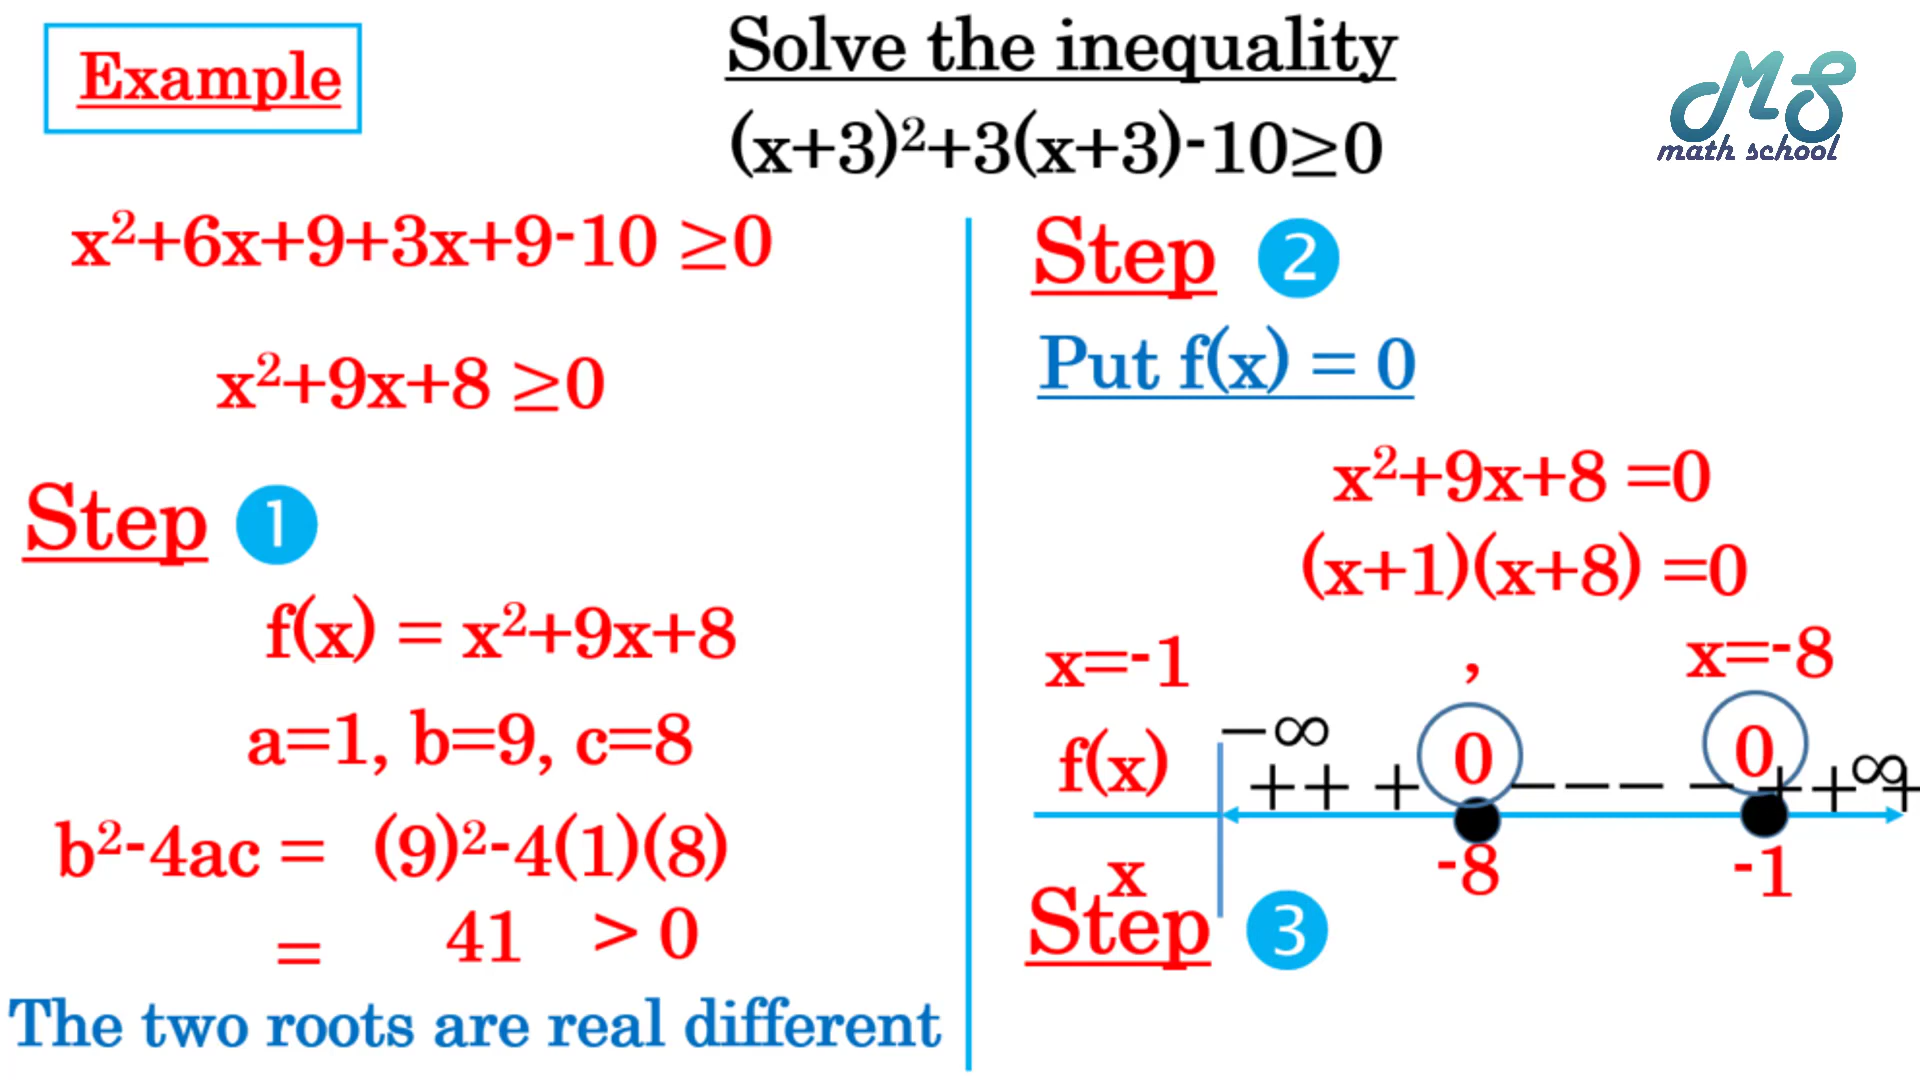 Example
Solve the inequality
(x+3)²+3(x+3)-10≥0
MS
math school
x²+6x+9+3x+9-10 ≥0
x²+9x+8 ≥0
Step 1
f(x) = x²+9x+8
a=1, b=9, c=8
b²-4ac = (9)²-4(1)(8)
= 41 > 0
The two roots are real different
Step 2
Put f(x) = 0
x²+9x+8 =0
(x+1)(x+8) =0
x=-1 , x=-8
−∞ 0 0 ∞
f(x) ++ + −−− − + + +
x -8 -1
Step 3